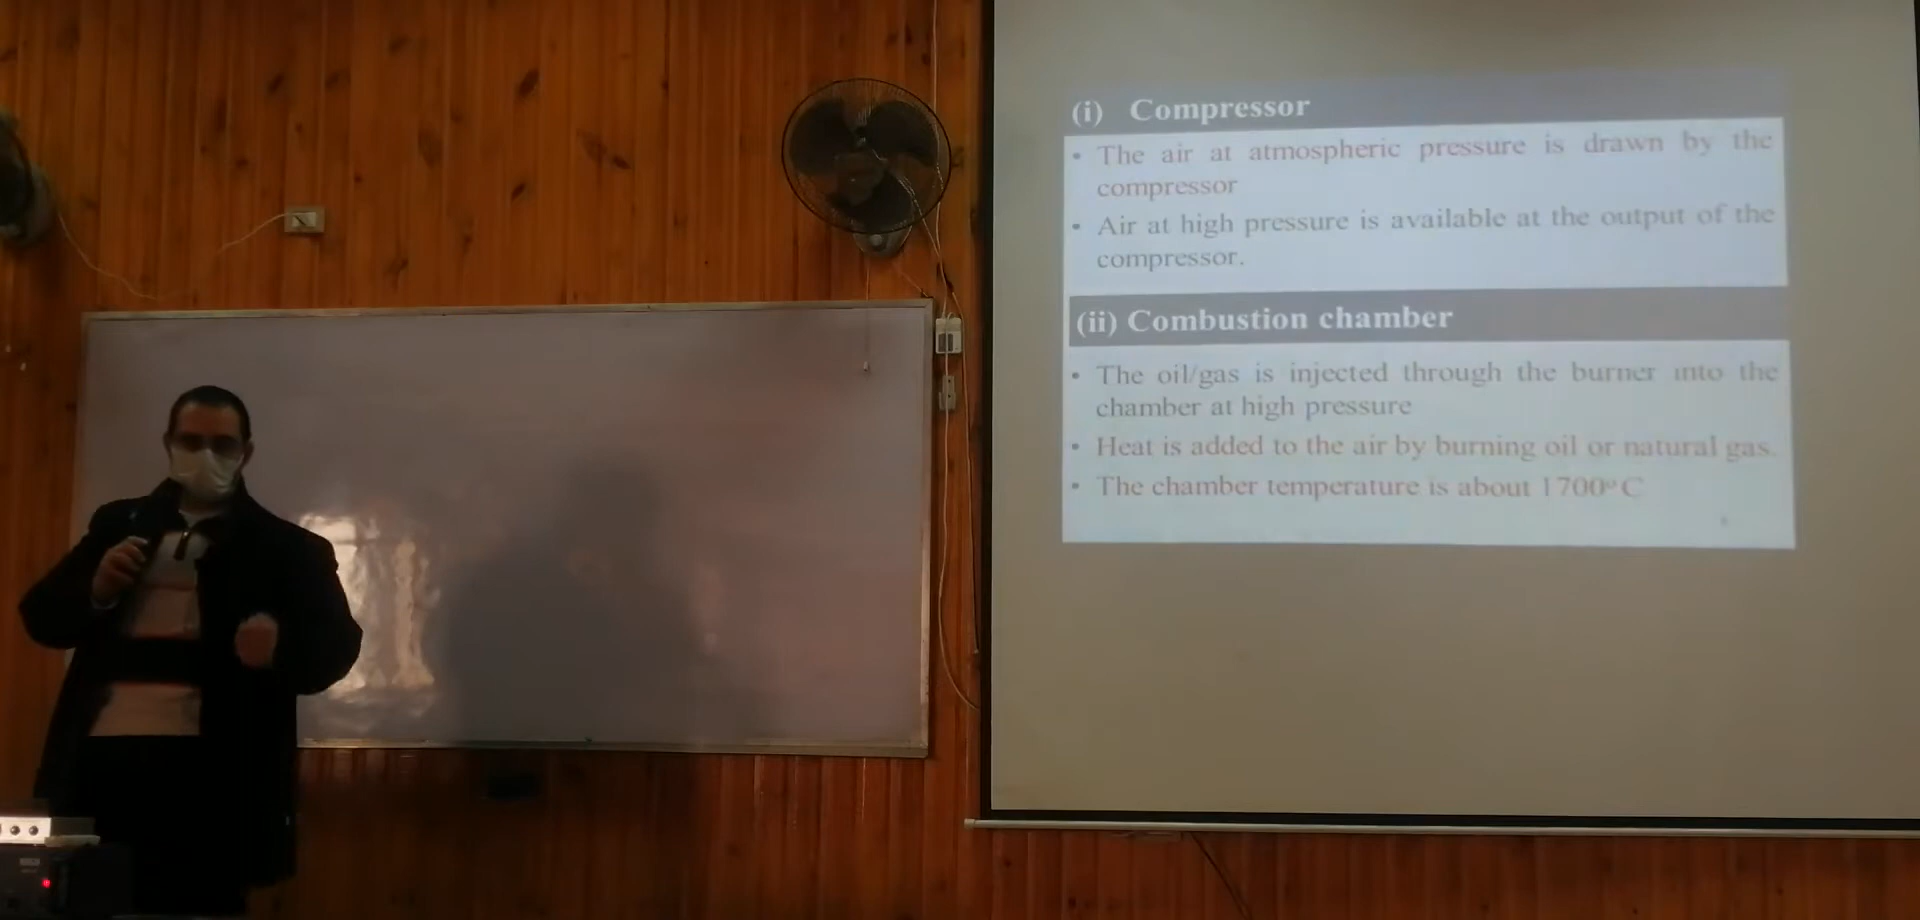 (i) Compressor
• The air at atmospheric pressure is drawn by the
compressor
• Air at high pressure is available at the output of the
compressor.
(ii) Combustion chamber
• The oil/gas is injected through the burner into the
chamber at high pressure
• Heat is added to the air by burning oil or natural gas.
• The chamber temperature is about 1700° C